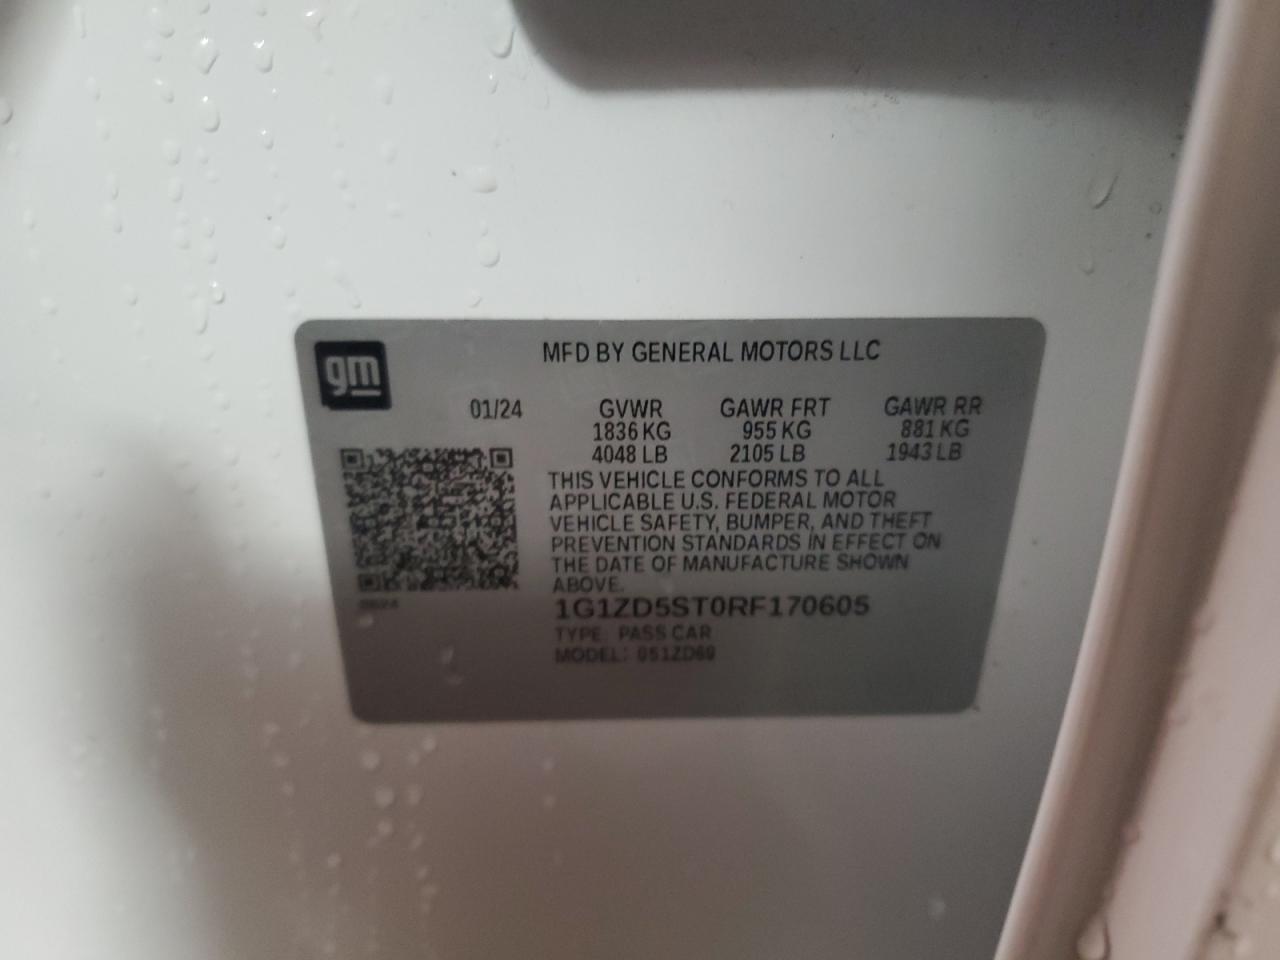 gm
MFD BY GENERAL MOTORS LLC
01/24 GVWR GAWR FRT GAWR RR
1836 KG 955 KG 881 KG
4048 LB 2105 LB 1943 LB
THIS VEHICLE CONFORMS TO ALL
APPLICABLE U.S. FEDERAL MOTOR
VEHICLE SAFETY, BUMPER, AND THEFT
PREVENTION STANDARDS IN EFFECT ON
THE DATE OF MANUFACTURE SHOWN
ABOVE.
1G1ZD5ST0RF170605
TYPE: PASS CAR
MODEL: